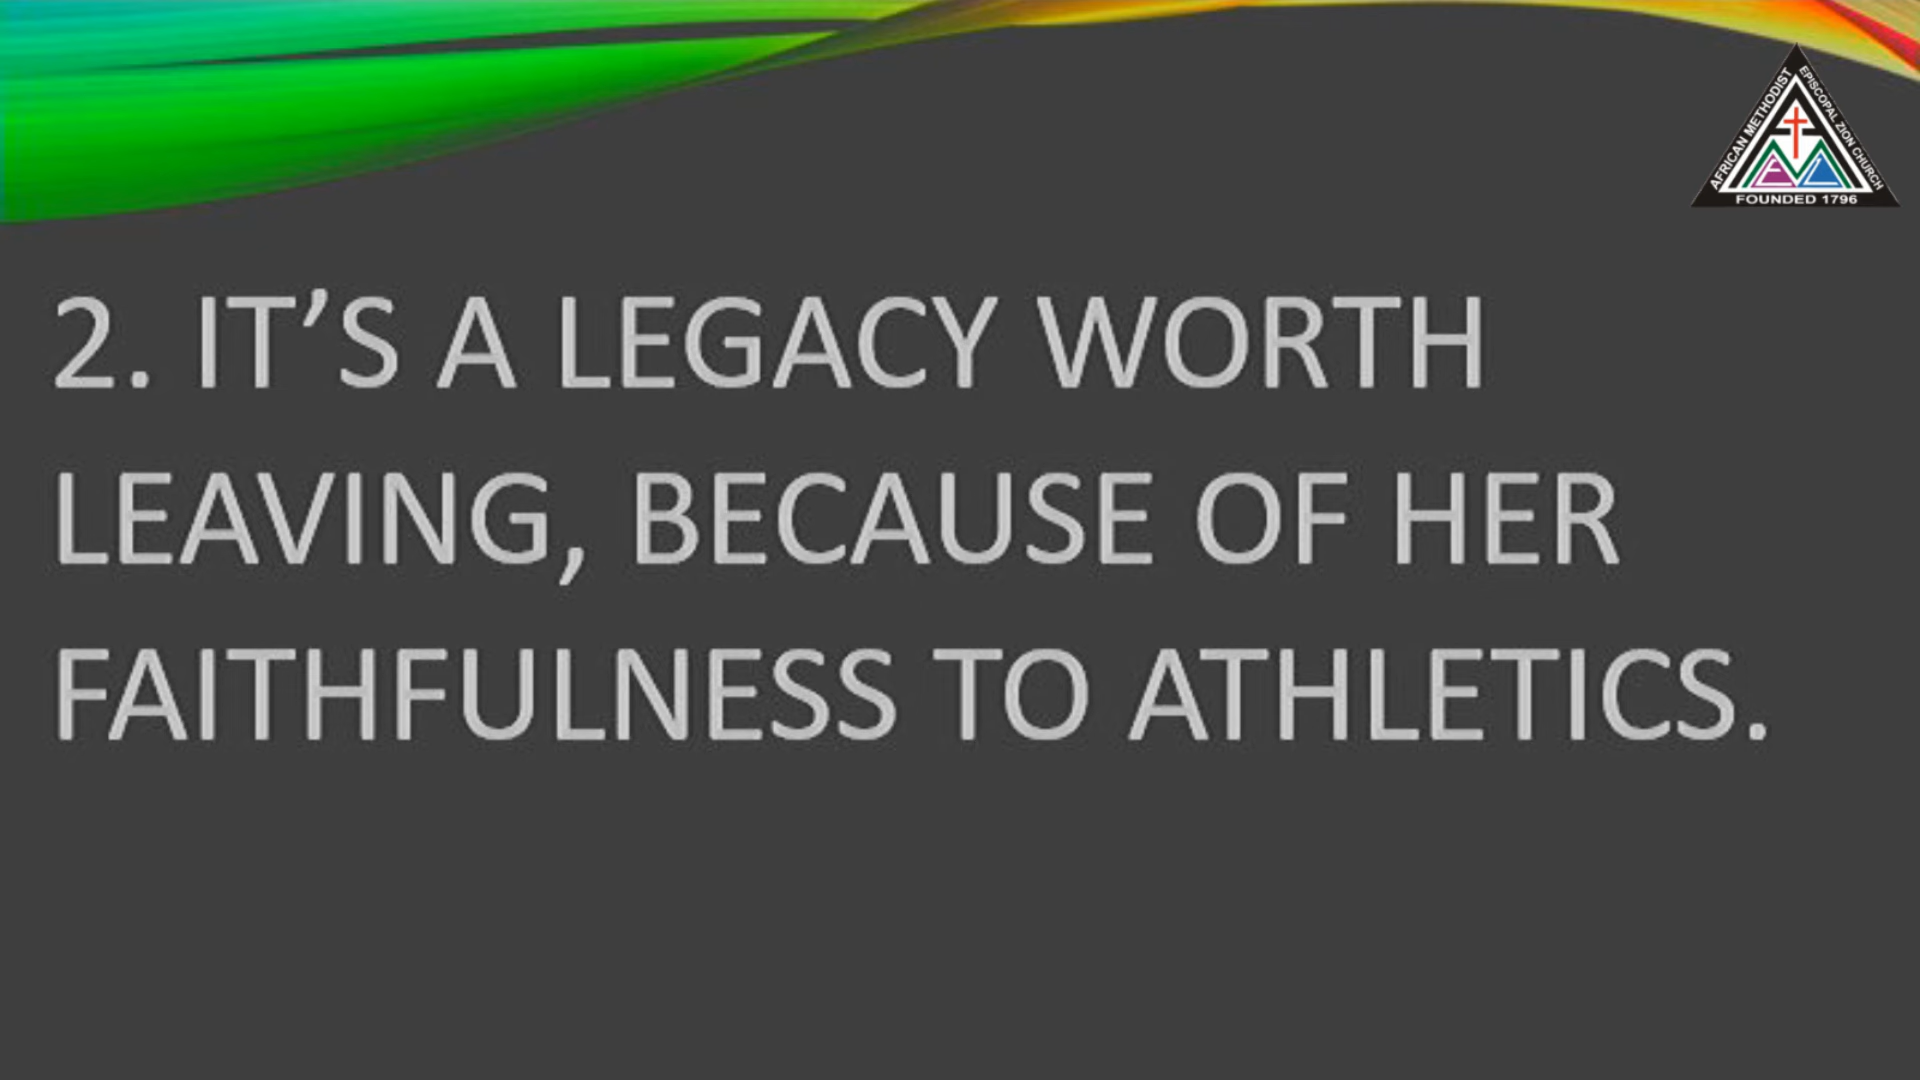 AFRICAN METHODIST EPISCOPAL ZION CHURCH
FOUNDED 1796
2. IT’S A LEGACY WORTH
LEAVING, BECAUSE OF HER
FAITHFULNESS TO ATHLETICS.